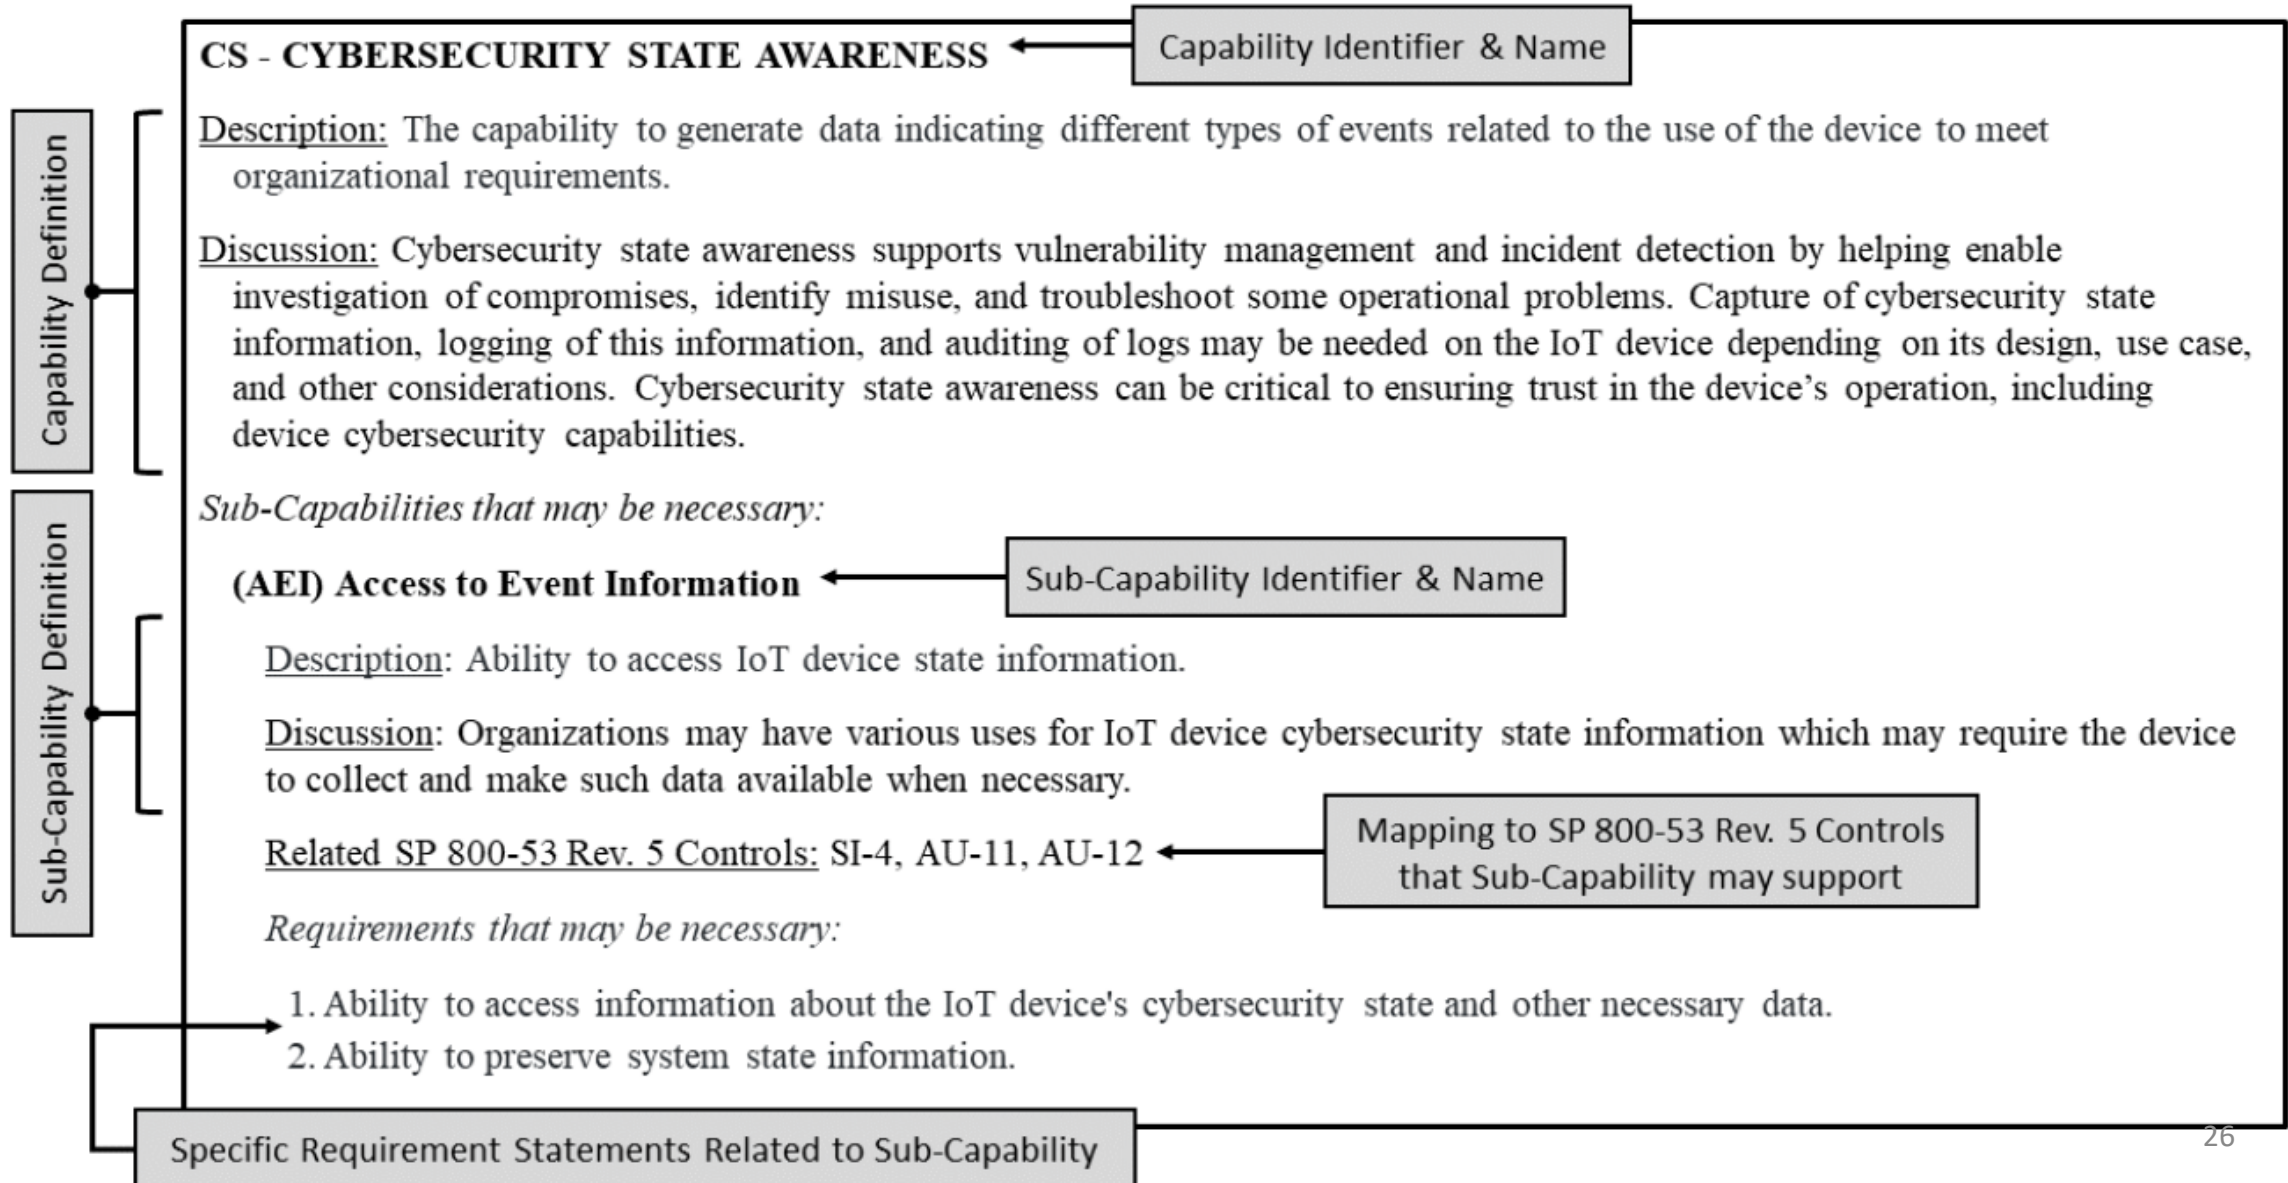 CS - CYBERSECURITY STATE AWARENESS
Capability Identifier & Name
Capability Definition
Description: The capability to generate data indicating different types of events related to the use of the device to meet
organizational requirements.
Discussion: Cybersecurity state awareness supports vulnerability management and incident detection by helping enable
investigation of compromises, identify misuse, and troubleshoot some operational problems. Capture of cybersecurity state
information, logging of this information, and auditing of logs may be needed on the IoT device depending on its design, use case,
and other considerations. Cybersecurity state awareness can be critical to ensuring trust in the device’s operation, including
device cybersecurity capabilities.
Sub-Capabilities that may be necessary:
Sub-Capability Definition
(AEI) Access to Event Information
Sub-Capability Identifier & Name
Description: Ability to access IoT device state information.
Discussion: Organizations may have various uses for IoT device cybersecurity state information which may require the device
to collect and make such data available when necessary.
Related SP 800-53 Rev. 5 Controls: SI-4, AU-11, AU-12
Mapping to SP 800-53 Rev. 5 Controls
that Sub-Capability may support
Requirements that may be necessary:
1. Ability to access information about the IoT device's cybersecurity state and other necessary data.
2. Ability to preserve system state information.
Specific Requirement Statements Related to Sub-Capability
26